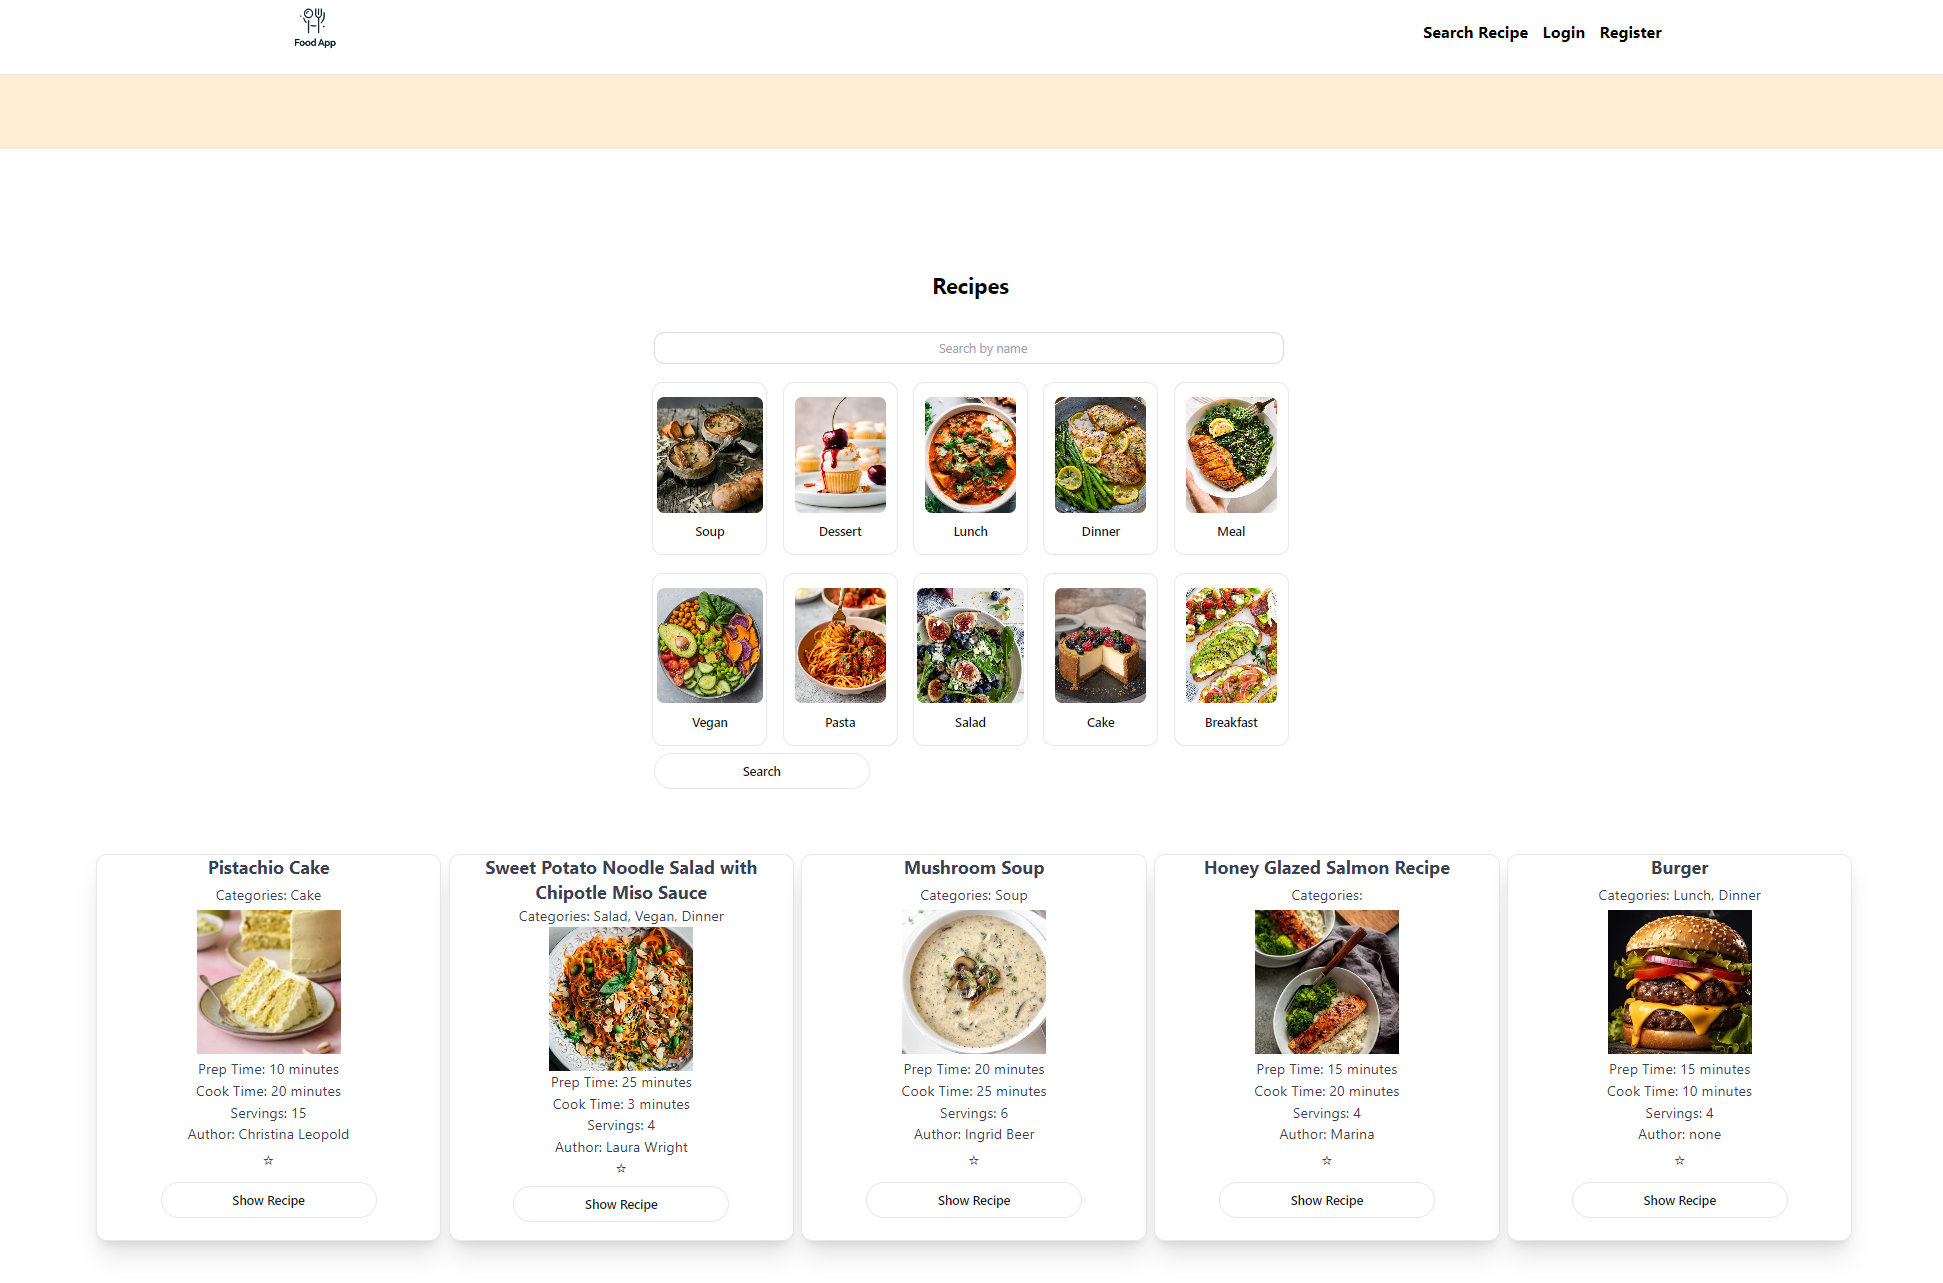 Food App
Search Recipe Login Register
Recipes
Search by name
Soup Dessert Lunch Dinner Meal
Vegan Pasta Salad Cake Breakfast
Search
Pistachio Cake
Categories: Cake
Prep Time: 10 minutes
Cook Time: 20 minutes
Servings: 15
Author: Christina Leopold
☆
Show Recipe
Sweet Potato Noodle Salad with
Chipotle Miso Sauce
Categories: Salad, Vegan, Dinner
Prep Time: 25 minutes
Cook Time: 3 minutes
Servings: 4
Author: Laura Wright
☆
Show Recipe
Mushroom Soup
Categories: Soup
Prep Time: 20 minutes
Cook Time: 25 minutes
Servings: 6
Author: Ingrid Beer
☆
Show Recipe
Honey Glazed Salmon Recipe
Categories:
Prep Time: 15 minutes
Cook Time: 20 minutes
Servings: 4
Author: Marina
☆
Show Recipe
Burger
Categories: Lunch, Dinner
Prep Time: 15 minutes
Cook Time: 10 minutes
Servings: 4
Author: none
☆
Show Recipe